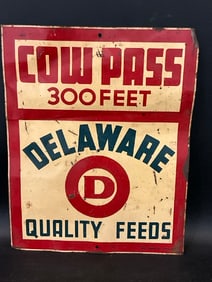 COW PASS
300 FEET
DELAWARE
D
QUALITY FEEDS